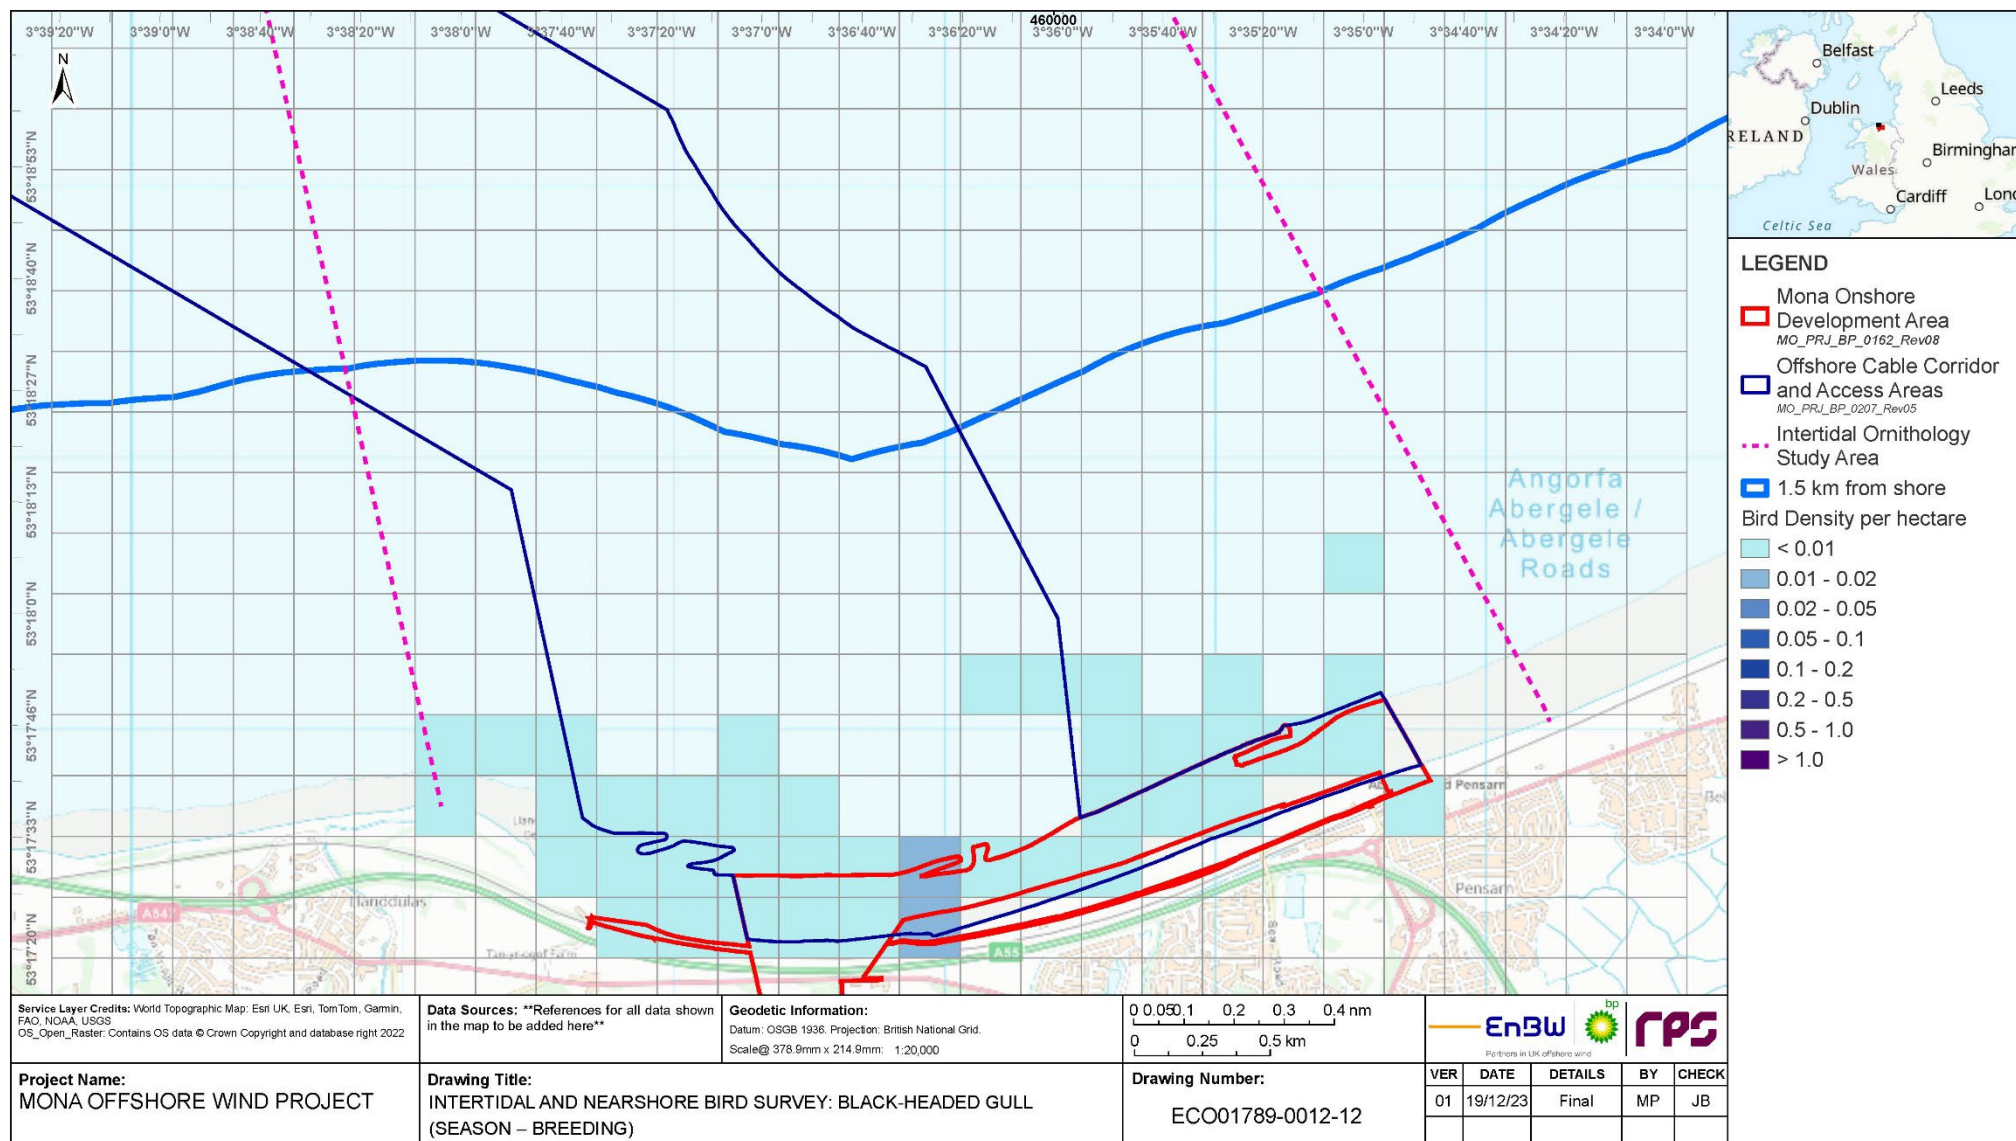 460000
3°39'20"W 3°39'0"W 3°38'40"W 3°38'20"W 3°38'0"W 3°37'40"W 3°37'20"W 3°37'0"W 3°36'40"W 3°36'20"W 3°36'0"W 3°35'40"W 3°35'20"W 3°35'0"W 3°34'40"W 3°34'20"W 3°34'0"W
N
53°18'53"N
53°18'40"N
53°18'27"N
53°18'13"N
53°18'0"N
53°17'46"N
53°17'33"N
53°17'20"N
Angorfa
Abergele /
Abergele
Roads
d Pensarn
Pensarn
Llanddulas
A547
Tan-yr-ogof Farm
A55
Belfast
Leeds
Dublin
RELAND
Birminghar
Wales
Cardiff
Lond
Celtic Sea
LEGEND
Mona Onshore
Development Area
MO_PRJ_BP_0162_Rev08
Offshore Cable Corridor
and Access Areas
MO_PRJ_BP_0207_Rev05
Intertidal Ornithology
Study Area
1.5 km from shore
Bird Density per hectare
< 0.01
0.01 - 0.02
0.02 - 0.05
0.05 - 0.1
0.1 - 0.2
0.2 - 0.5
0.5 - 1.0
> 1.0
Service Layer Credits: World Topographic Map: Esri UK, Esri, TomTom, Garmin,
FAO, NOAA, USGS
OS_Open_Raster: Contains OS data © Crown Copyright and database right 2022
Data Sources: **References for all data shown
in the map to be added here**
Geodetic Information:
Datum: OSGB 1936. Projection: British National Grid.
Scale@ 378.9mm x 214.9mm: 1:20,000
0 0.05 0.1 0.2 0.3 0.4 nm
0 0.25 0.5 km
EnBW
Partners in UK offshore wind
bp
rps
Project Name:
MONA OFFSHORE WIND PROJECT
Drawing Title:
INTERTIDAL AND NEARSHORE BIRD SURVEY: BLACK-HEADED GULL
(SEASON – BREEDING)
Drawing Number:
ECO01789-0012-12
VER DATE DETAILS BY CHECK
01 19/12/23 Final MP JB